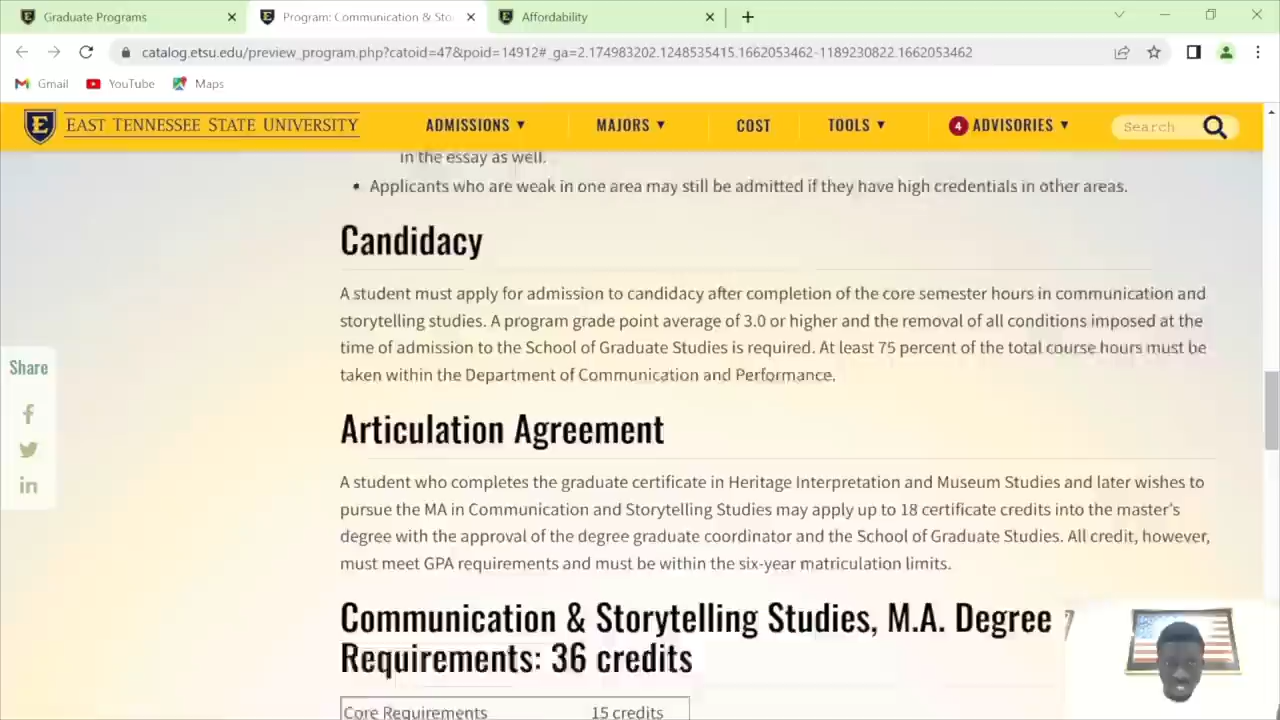 Graduate Programs
Program: Communication & Sto
Affordability
catalog.etsu.edu/preview_program.php?catoid=47&poid=14912#_ga=2.174983202.1248535415.1662053462-1189230822.1662053462
Gmail
YouTube
Maps
E EAST TENNESSEE STATE UNIVERSITY
ADMISSIONS ▼
MAJORS ▼
COST
TOOLS ▼
4 ADVISORIES ▼
Search
in the essay as well.
• Applicants who are weak in one area may still be admitted if they have high credentials in other areas.
Candidacy
A student must apply for admission to candidacy after completion of the core semester hours in communication and
storytelling studies. A program grade point average of 3.0 or higher and the removal of all conditions imposed at the
time of admission to the School of Graduate Studies is required. At least 75 percent of the total course hours must be
taken within the Department of Communication and Performance.
Share
Articulation Agreement
A student who completes the graduate certificate in Heritage Interpretation and Museum Studies and later wishes to
pursue the MA in Communication and Storytelling Studies may apply up to 18 certificate credits into the master's
degree with the approval of the degree graduate coordinator and the School of Graduate Studies. All credit, however,
must meet GPA requirements and must be within the six-year matriculation limits.
Communication & Storytelling Studies, M.A. Degree
Requirements: 36 credits
Core Requirements 15 credits